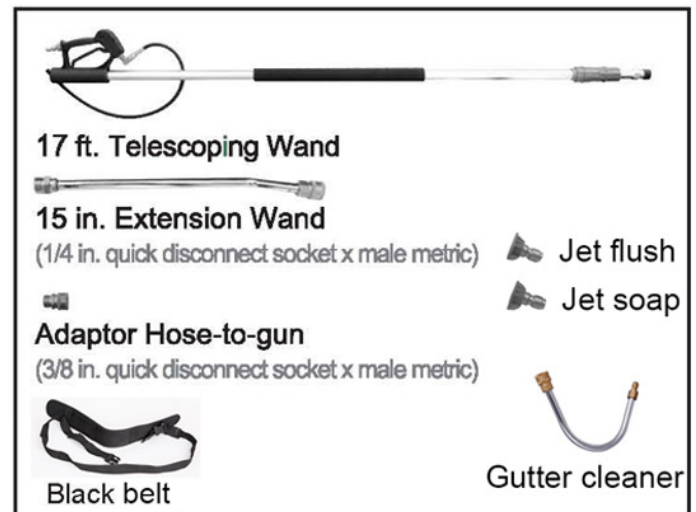 17 ft. Telescoping Wand
15 in. Extension Wand
(1/4 in. quick disconnect socket x male metric)
Jet flush
Jet soap
Adaptor Hose-to-gun
(3/8 in. quick disconnect socket x male metric)
Black belt
Gutter cleaner